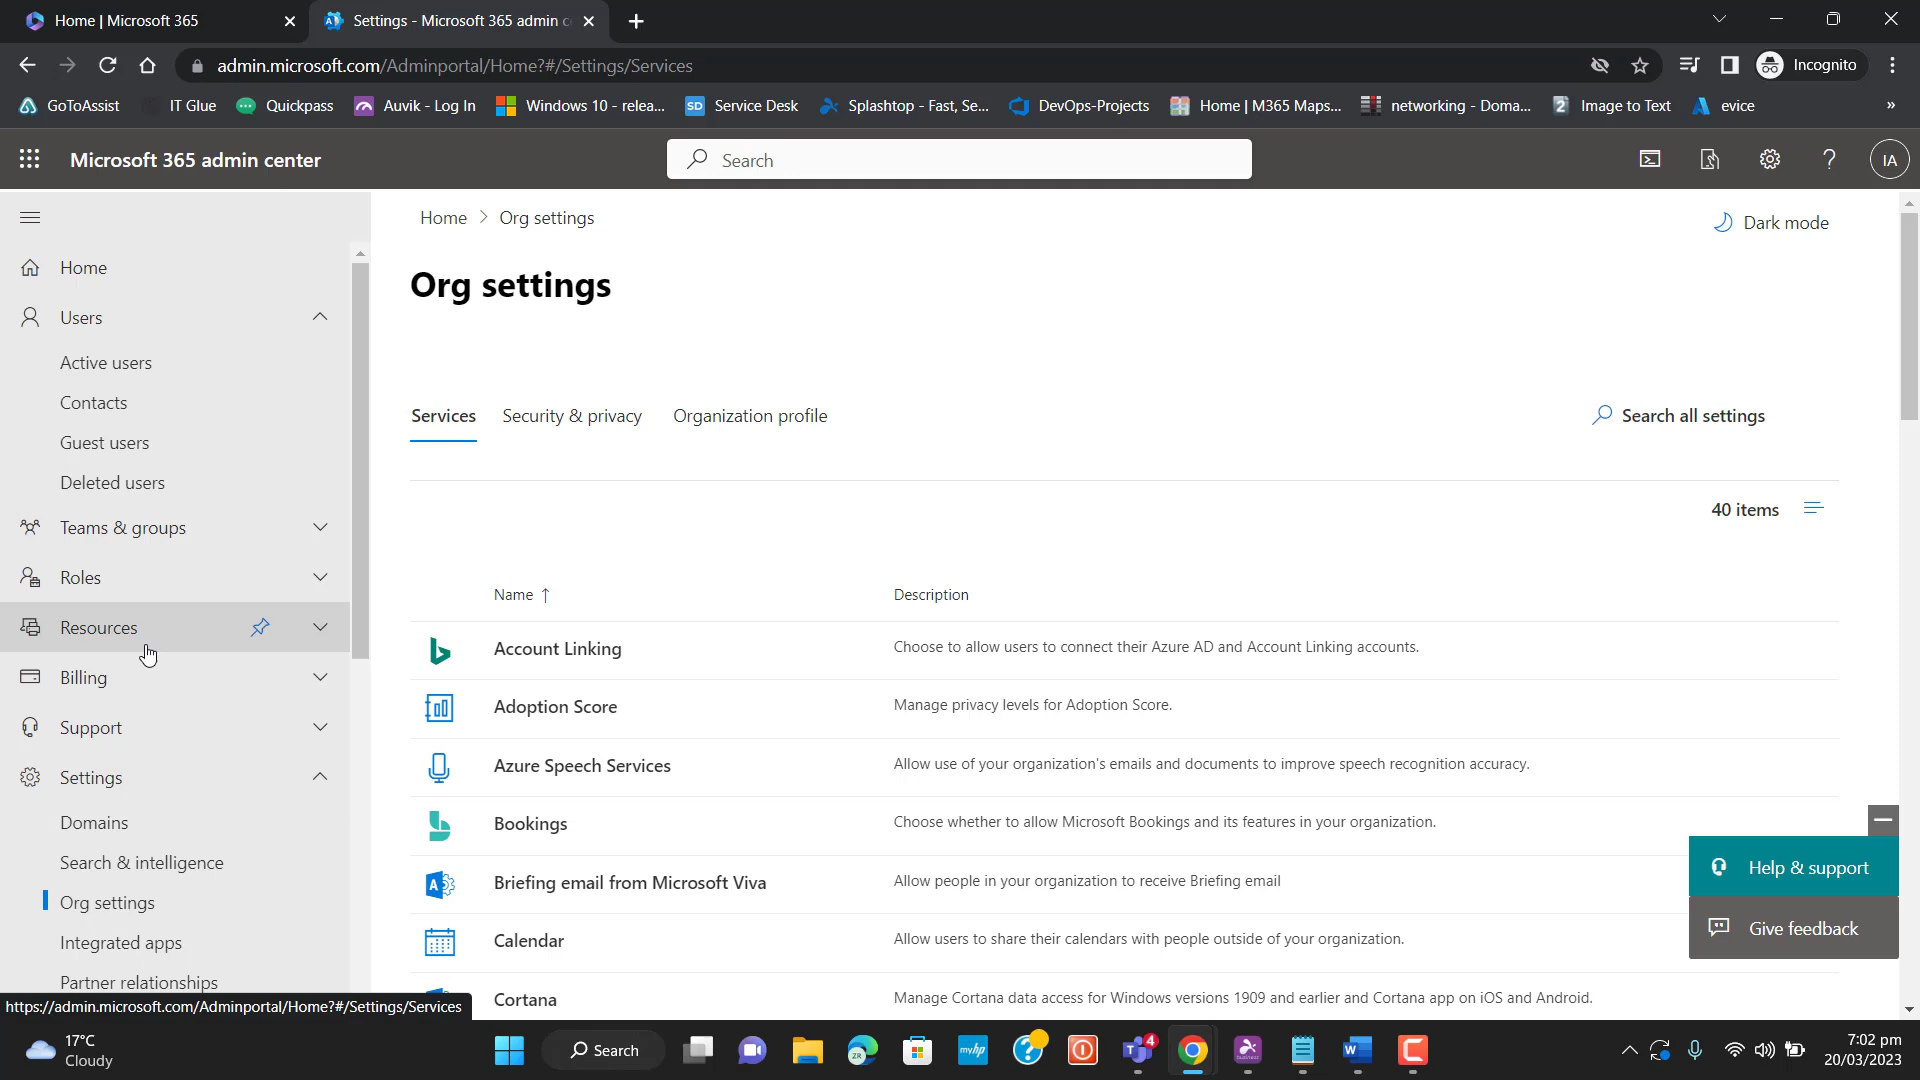 Home | Microsoft 365
Settings - Microsoft 365 admin c
admin.microsoft.com/Adminportal/Home?#/Settings/Services
Incognito
GoToAssist
IT Glue
Quickpass
Auvik - Log In
Windows 10 - relea...
SD
Service Desk
Splashtop - Fast, Se...
DevOps-Projects
Home | M365 Maps...
networking - Doma...
2
Image to Text
evice
»
Microsoft 365 admin center
Search
IA
Home
Users
Active users
Contacts
Guest users
Deleted users
Teams & groups
Roles
Resources
Billing
Support
Settings
Domains
Search & intelligence
Org settings
Integrated apps
Partner relationships
https://admin.microsoft.com/Adminportal/Home?#/Settings/Services
Home > Org settings
Dark mode
Org settings
Services
Security & privacy
Organization profile
Search all settings
40 items
Name ↑
Description
Account Linking
Choose to allow users to connect their Azure AD and Account Linking accounts.
Adoption Score
Manage privacy levels for Adoption Score.
Azure Speech Services
Allow use of your organization's emails and documents to improve speech recognition accuracy.
Bookings
Choose whether to allow Microsoft Bookings and its features in your organization.
Briefing email from Microsoft Viva
Allow people in your organization to receive Briefing email
Calendar
Allow users to share their calendars with people outside of your organization.
Cortana
Manage Cortana data access for Windows versions 1909 and earlier and Cortana app on iOS and Android.
Help & support
Give feedback
17°C
Cloudy
Search
ZR
myhp
4
7:02 pm
20/03/2023